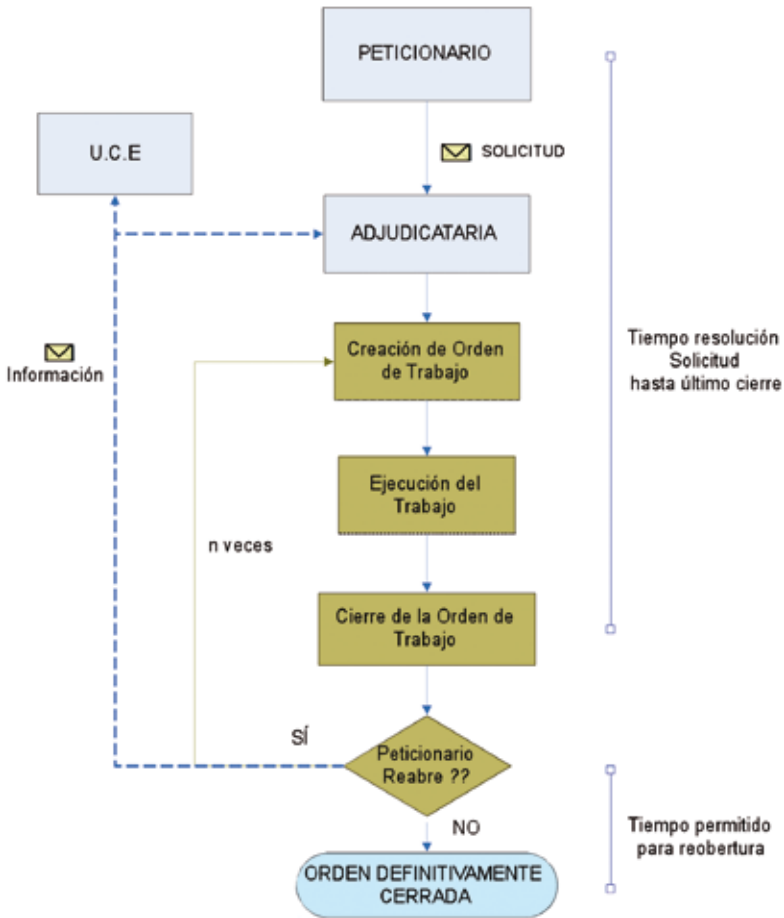 PETICIONARIO
U.C.E
SOLICITUD
ADJUDICATARIA
Creación de Orden
de Trabajo
Información
Tiempo resolución
Solicitud
hasta último cierre
Ejecución del
Trabajo
n veces
Cierre de la Orden de
Trabajo
SÍ
Peticionario
Reabre ??
NO
Tiempo permitido
para reobertura
ORDEN DEFINITIVAMENTE
CERRADA